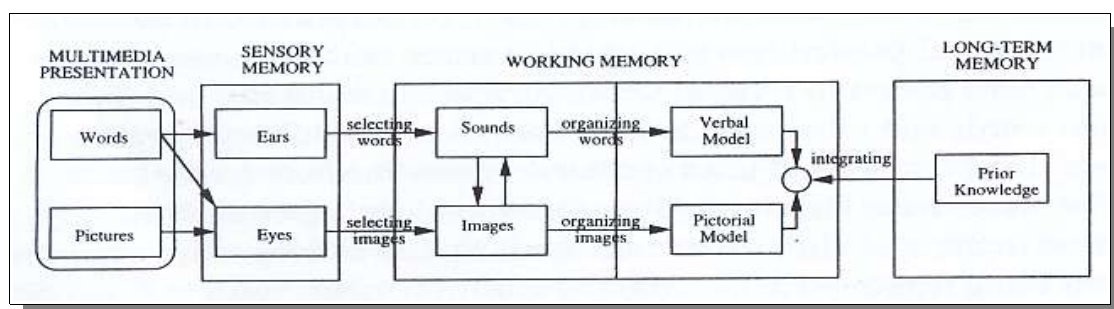 MULTIMEDIA
PRESENTATION
SENSORY
MEMORY
WORKING MEMORY
LONG-TERM
MEMORY
Words
Pictures
Ears
Eyes
selecting
words
selecting
images
Sounds
Images
organizing
words
organizing
images
Verbal
Model
Pictorial
Model
integrating
Prior
Knowledge